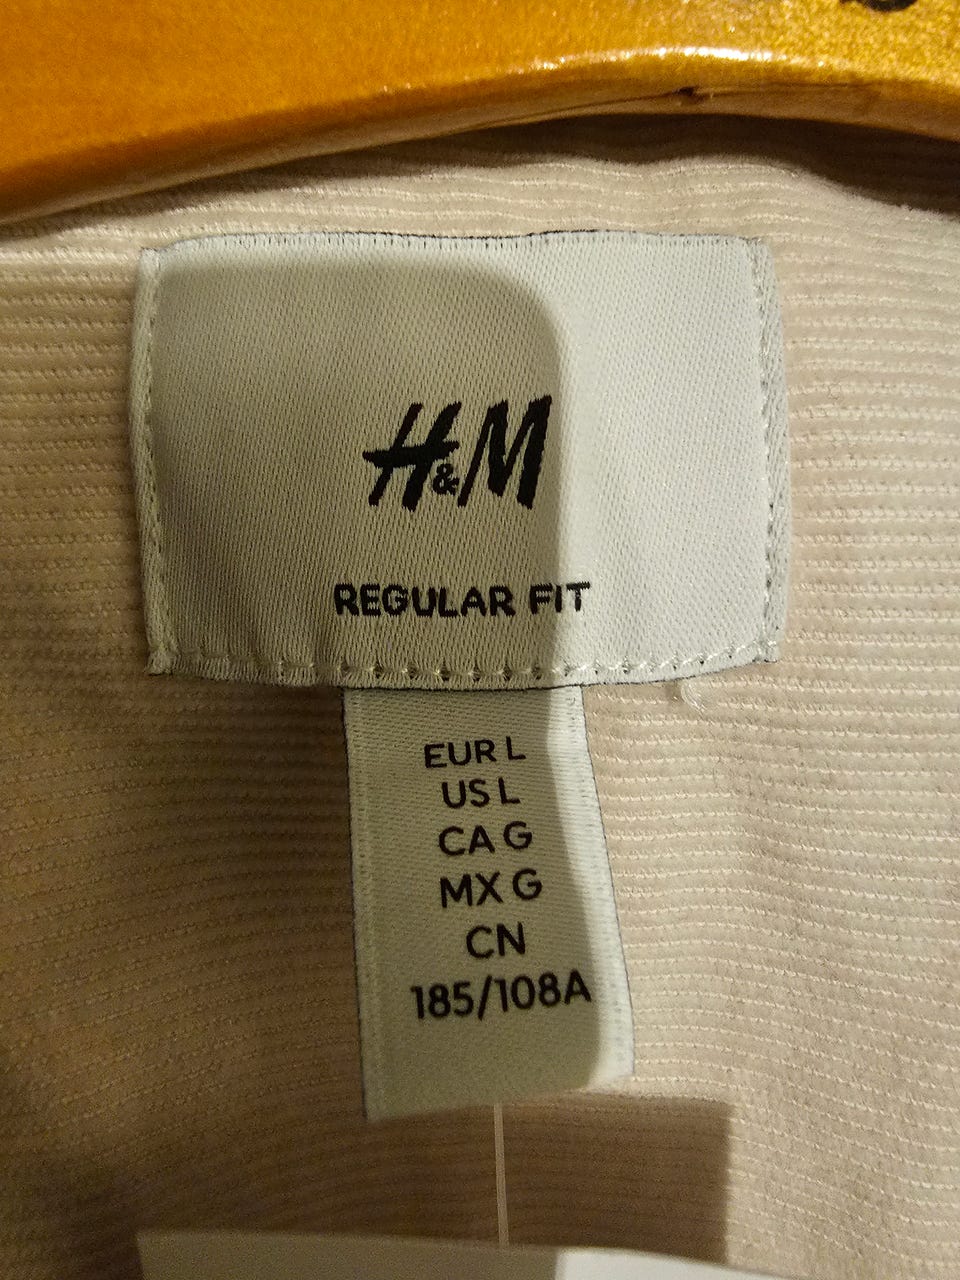 H&M
REGULAR FIT
EUR L
US L
CA G
MX G
CN
185/108A